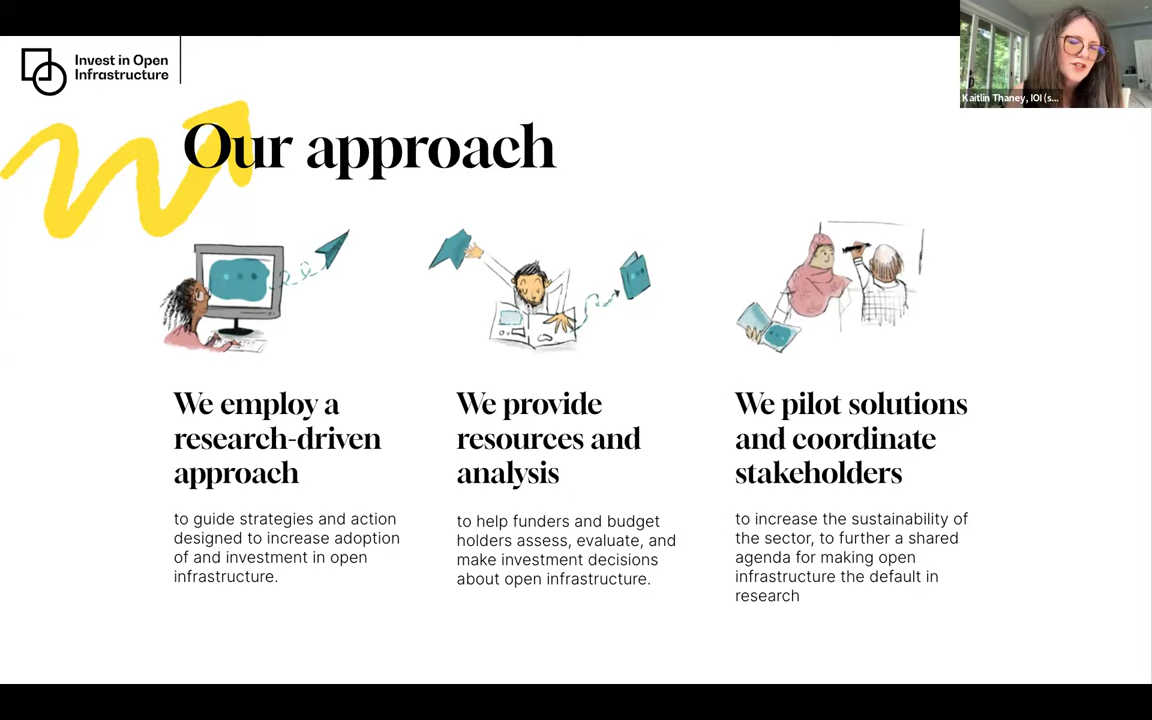 Invest in Open
Infrastructure
Kaitlin Thaney, IOI (s...
Our approach
We employ a
research-driven
approach
to guide strategies and action
designed to increase adoption
of and investment in open
infrastructure.
We provide
resources and
analysis
to help funders and budget
holders assess, evaluate, and
make investment decisions
about open infrastructure.
We pilot solutions
and coordinate
stakeholders
to increase the sustainability of
the sector, to further a shared
agenda for making open
infrastructure the default in
research